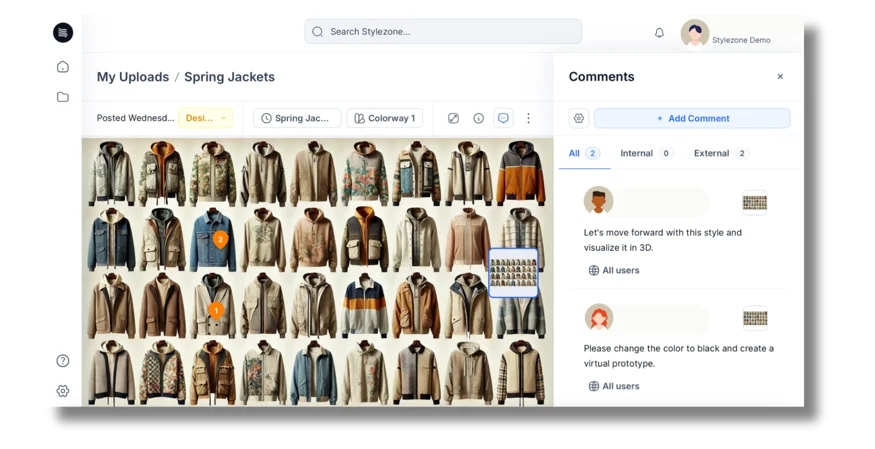 Search Stylezone...
Stylezone Demo
My Uploads / Spring Jackets
Comments
Posted Wednesd...
Desi...
Spring Jac...
Colorway 1
+ Add Comment
All 2
Internal 0
External 2
2
1
Let's move forward with this style and
visualize it in 3D.
All users
Please change the color to black and create a
virtual prototype.
All users